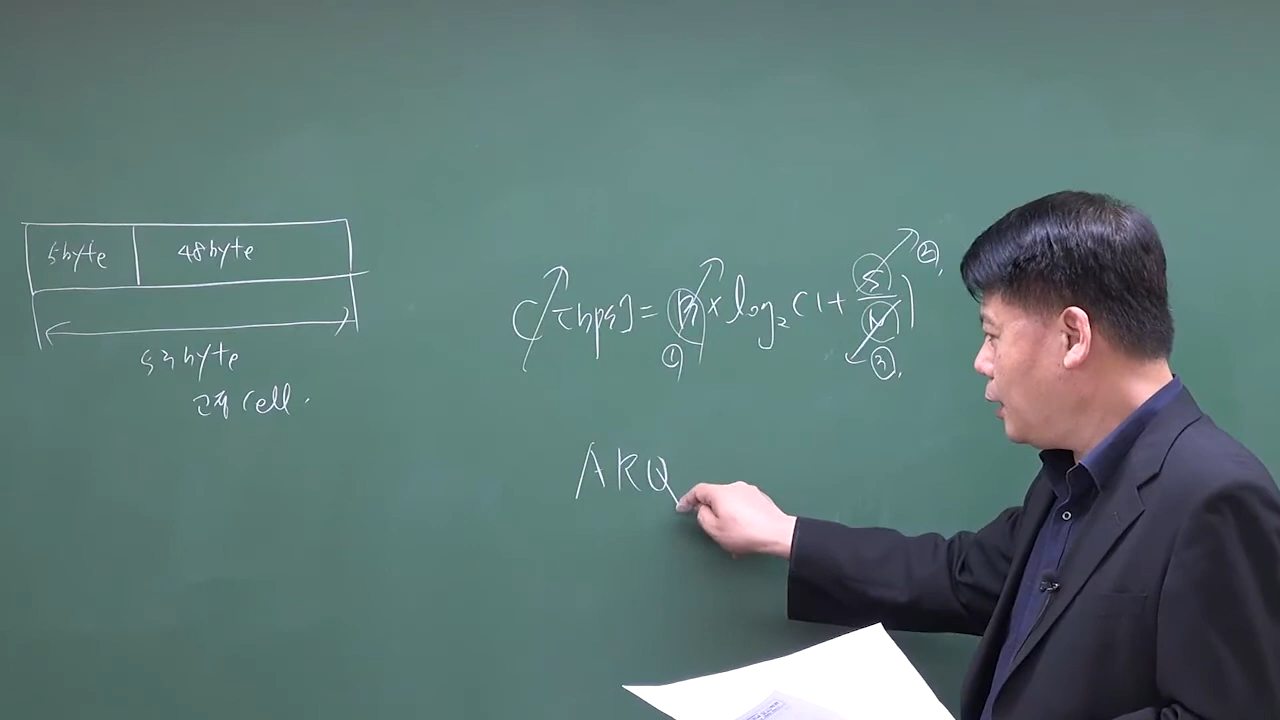 5byte 48byte
53byte
고정 cell.
C [bps] = B × log₂ (1 + S/N)
① ② ③
ARQ